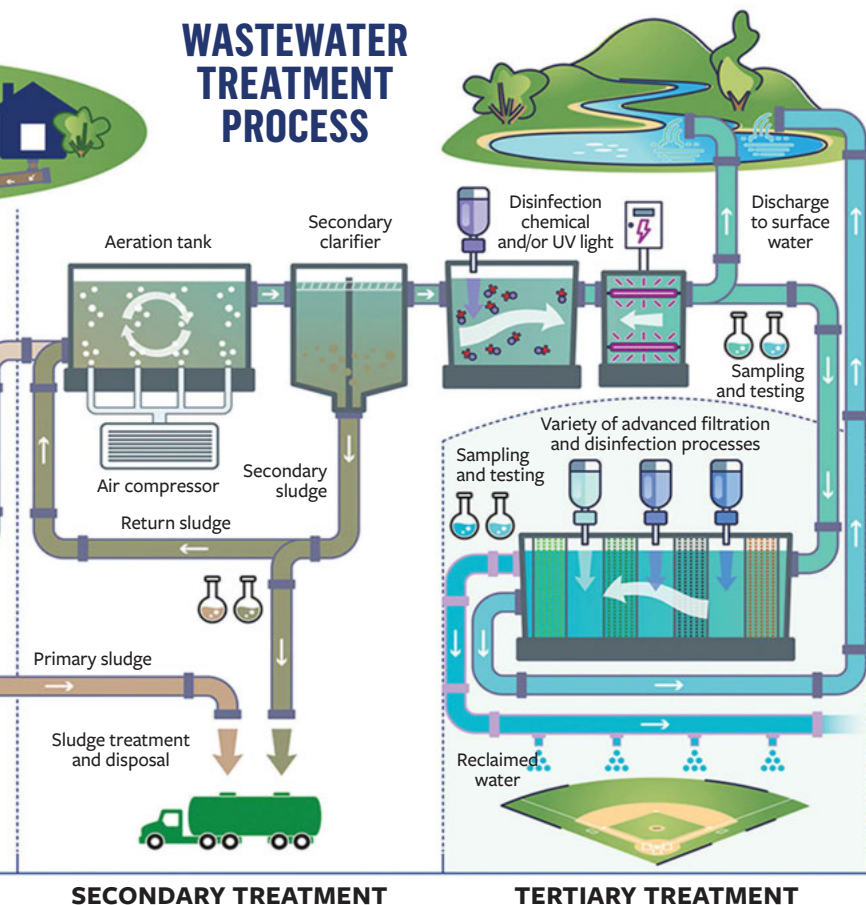 WASTEWATER
TREATMENT
PROCESS
Aeration tank
Secondary
clarifier
Disinfection
chemical
and/or UV light
Discharge
to surface
water
Sampling
and testing
Air compressor
Secondary
sludge
Return sludge
Variety of advanced filtration
and disinfection processes
Sampling
and testing
Primary sludge
Sludge treatment
and disposal
Reclaimed
water
SECONDARY TREATMENT
TERTIARY TREATMENT